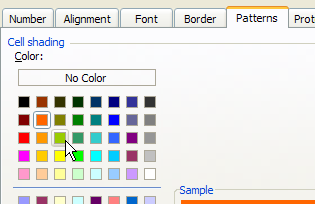 Number Alignment Font Border Patterns Prot
Cell shading
Color:
No Color
Sample